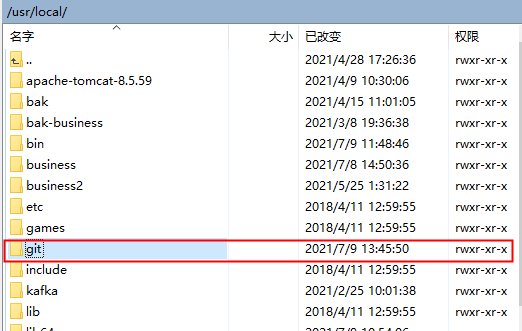 /usr/local/
名字 大小 已改变 权限
.. 2021/4/28 17:26:36 rwxr-xr-x
apache-tomcat-8.5.59 2021/4/9 10:30:06 rwxr-xr-x
bak 2021/4/15 11:01:05 rwxr-xr-x
bak-business 2021/3/8 19:36:38 rwxr-xr-x
bin 2021/7/9 11:48:46 rwxr-xr-x
business 2021/7/8 14:50:36 rwxr-xr-x
business2 2021/5/25 1:31:22 rwxr-xr-x
etc 2018/4/11 12:59:55 rwxr-xr-x
games 2018/4/11 12:59:55 rwxr-xr-x
git 2021/7/9 13:45:50 rwxr-xr-x
include 2018/4/11 12:59:55 rwxr-xr-x
kafka 2021/2/25 10:01:38 rwxr-xr-x
lib 2018/4/11 12:59:55 rwxr-xr-x